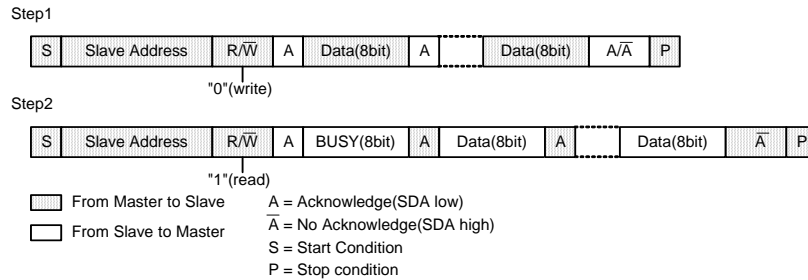 Step1
S Slave Address R/W̅ A Data(8bit) A Data(8bit) A/A̅ P
"0"(write)
Step2
S Slave Address R/W̅ A BUSY(8bit) A Data(8bit) A Data(8bit) A̅ P
"1"(read)
From Master to Slave
From Slave to Master
A = Acknowledge(SDA low)
A̅ = No Acknowledge(SDA high)
S = Start Condition
P = Stop condition